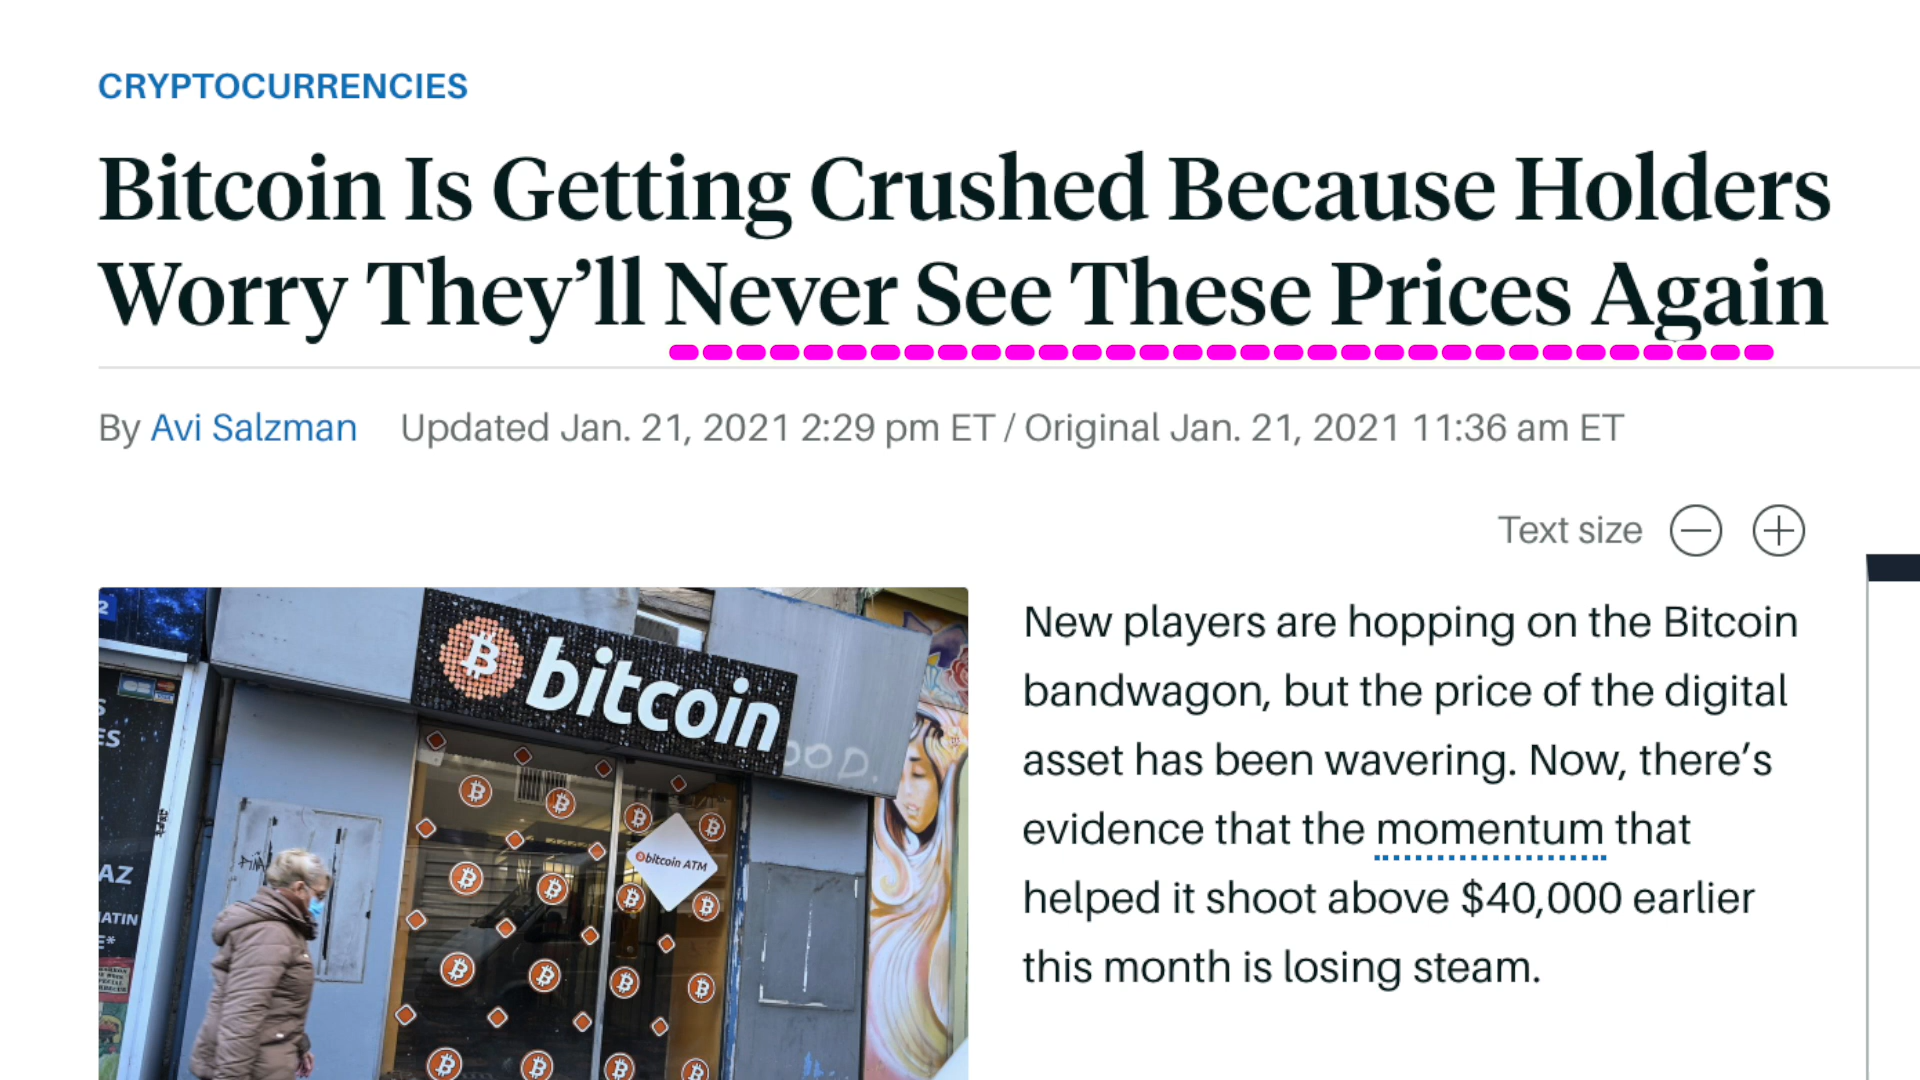 CRYPTOCURRENCIES
Bitcoin Is Getting Crushed Because Holders
Worry They’ll Never See These Prices Again
By Avi Salzman Updated Jan. 21, 2021 2:29 pm ET / Original Jan. 21, 2021 11:36 am ET
Text size
New players are hopping on the Bitcoin
bandwagon, but the price of the digital
asset has been wavering. Now, there’s
evidence that the momentum that
helped it shoot above $40,000 earlier
this month is losing steam.
bitcoin
bitcoin ATM